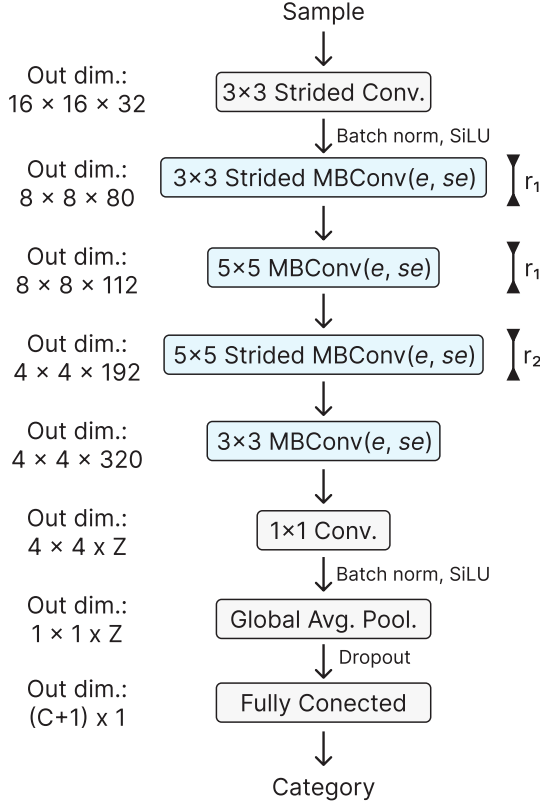 Sample
Out dim.:
16 × 16 × 32
3×3 Strided Conv.
Batch norm, SiLU
Out dim.:
8 × 8 × 80
3×3 Strided MBConv(e, se)
r₁
Out dim.:
8 × 8 × 112
5×5 MBConv(e, se)
r₁
Out dim.:
4 × 4 × 192
5×5 Strided MBConv(e, se)
r₂
Out dim.:
4 × 4 × 320
3×3 MBConv(e, se)
Out dim.:
4 × 4 x Z
1×1 Conv.
Batch norm, SiLU
Out dim.:
1 × 1 x Z
Global Avg. Pool.
Dropout
Out dim.:
(C+1) x 1
Fully Conected
Category